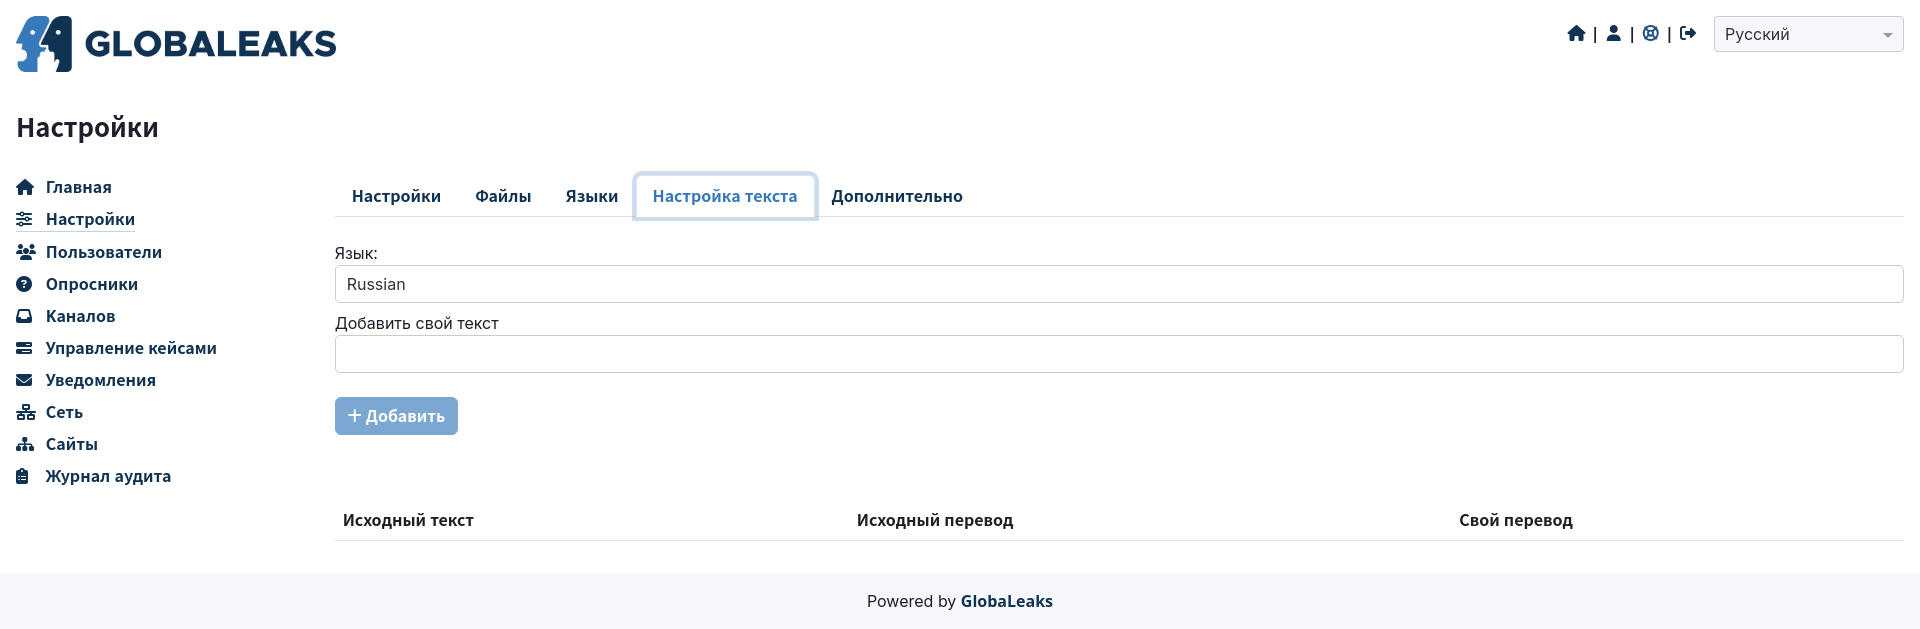 GLOBALEAKS
| | |
Русский
Настройки
Главная
Настройки
Пользователи
Опросники
Каналов
Управление кейсами
Уведомления
Сеть
Сайты
Журнал аудита
Настройки Файлы Языки Настройка текста Дополнительно
Язык:
Russian
Добавить свой текст
+ Добавить
Исходный текст Исходный перевод Свой перевод
Powered by GlobaLeaks